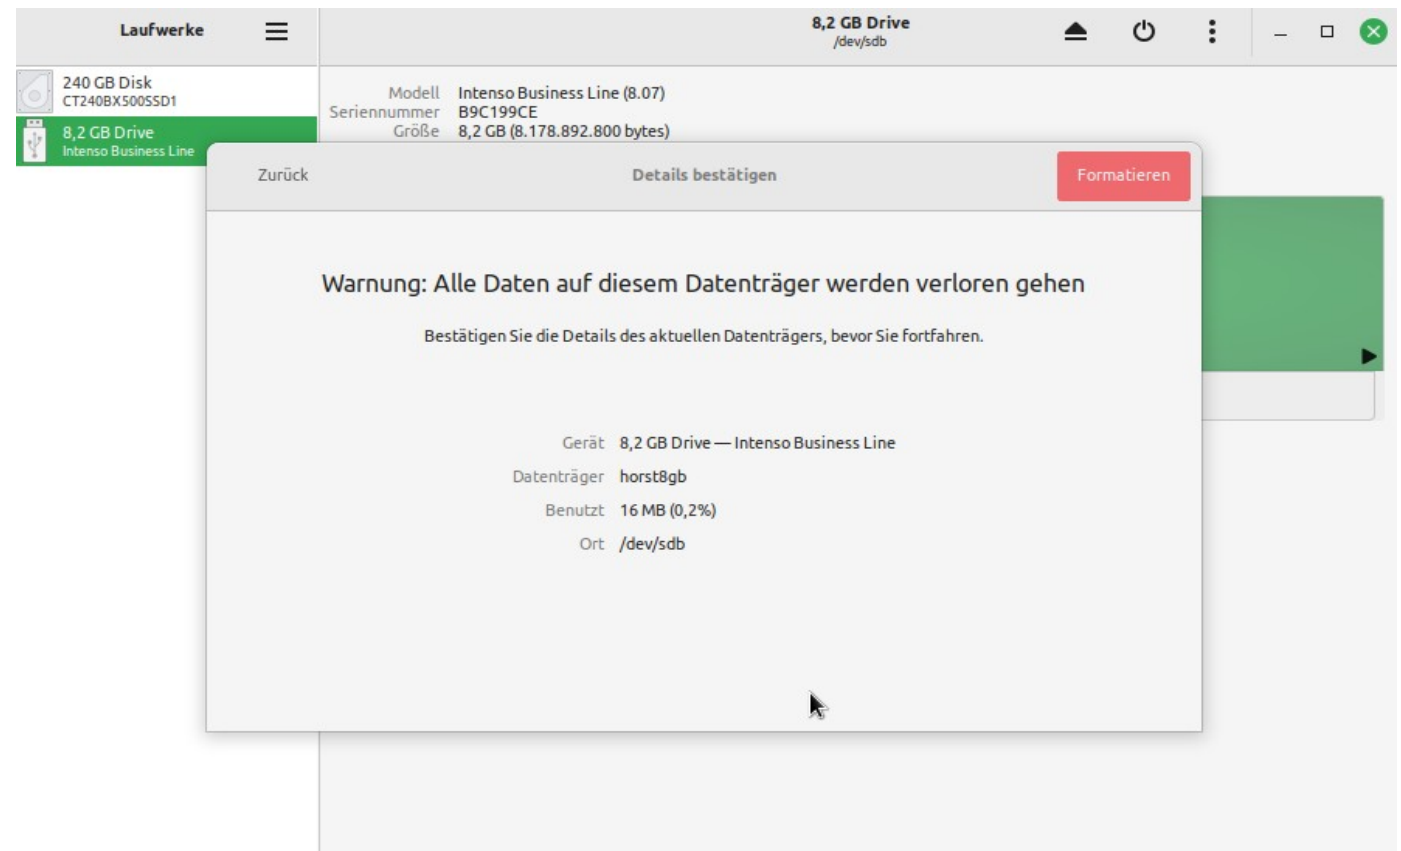 Laufwerke
8,2 GB Drive
/dev/sdb
240 GB Disk
CT240BX500SSD1
8,2 GB Drive
Intenso Business Line
Modell Intenso Business Line (8.07)
Seriennummer B9C199CE
Größe 8,2 GB (8.178.892.800 bytes)
Zurück
Details bestätigen
Formatieren
Warnung: Alle Daten auf diesem Datenträger werden verloren gehen
Bestätigen Sie die Details des aktuellen Datenträgers, bevor Sie fortfahren.
Gerät 8,2 GB Drive — Intenso Business Line
Datenträger horst8gb
Benutzt 16 MB (0,2%)
Ort /dev/sdb